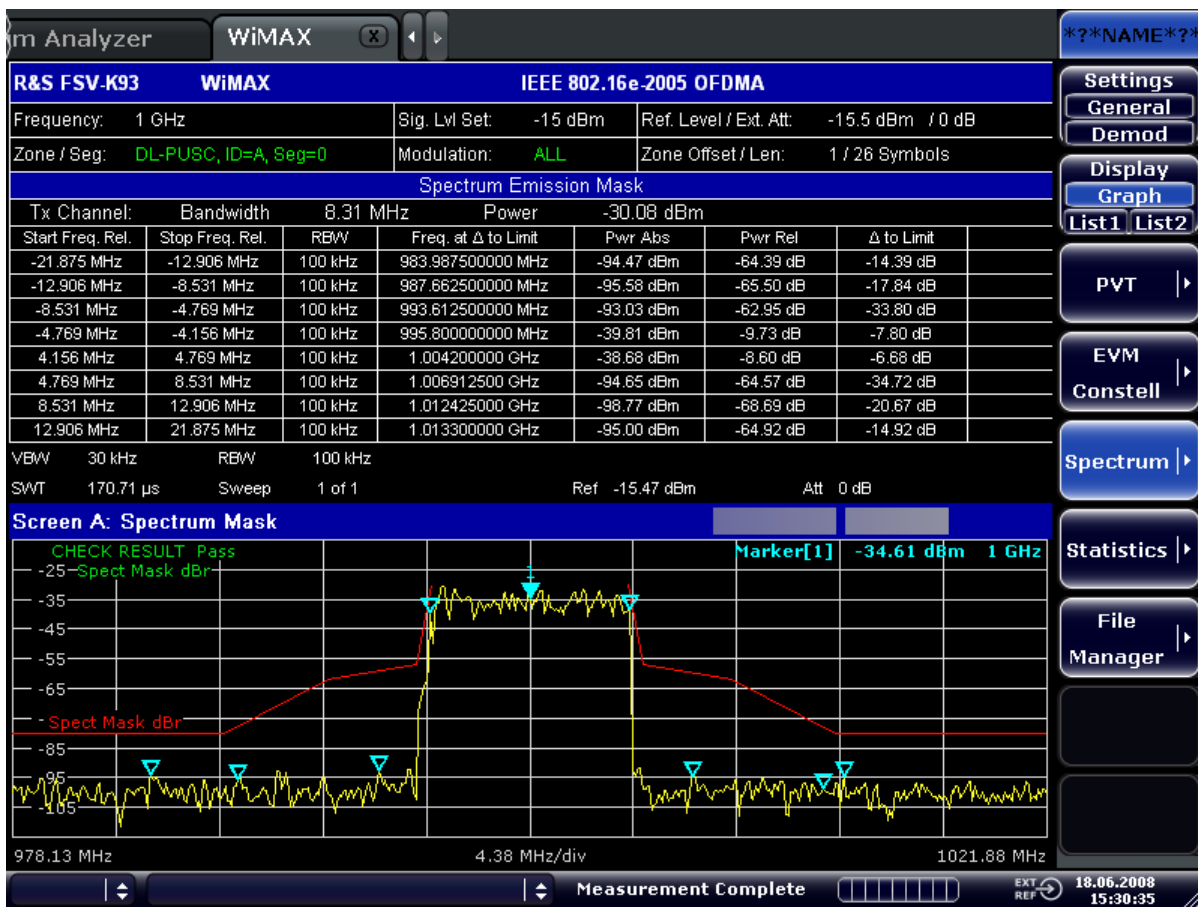 m Analyzer WiMAX X *?*NAME*?*
R&S FSV-K93 WiMAX IEEE 802.16e-2005 OFDMA
Frequency: 1 GHz Sig. Lvl Set: -15 dBm Ref. Level / Ext. Att: -15.5 dBm / 0 dB
Zone / Seg: DL-PUSC, ID=A, Seg=0 Modulation: ALL Zone Offset / Len: 1 / 26 Symbols
Spectrum Emission Mask
Tx Channel: Bandwidth 8.31 MHz Power -30.08 dBm
Start Freq. Rel. Stop Freq. Rel. RBW Freq. at Δ to Limit Pwr Abs Pwr Rel Δ to Limit
-21.875 MHz -12.906 MHz 100 kHz 983.987500000 MHz -94.47 dBm -64.39 dB -14.39 dB
-12.906 MHz -8.531 MHz 100 kHz 987.662500000 MHz -95.58 dBm -65.50 dB -17.84 dB
-8.531 MHz -4.769 MHz 100 kHz 993.612500000 MHz -93.03 dBm -62.95 dB -33.80 dB
-4.769 MHz -4.156 MHz 100 kHz 995.800000000 MHz -39.81 dBm -9.73 dB -7.80 dB
4.156 MHz 4.769 MHz 100 kHz 1.004200000 GHz -38.68 dBm -8.60 dB -6.68 dB
4.769 MHz 8.531 MHz 100 kHz 1.006912500 GHz -94.65 dBm -64.57 dB -34.72 dB
8.531 MHz 12.906 MHz 100 kHz 1.012425000 GHz -98.77 dBm -68.69 dB -20.67 dB
12.906 MHz 21.875 MHz 100 kHz 1.013300000 GHz -95.00 dBm -64.92 dB -14.92 dB
VBW 30 kHz RBW 100 kHz
SWT 170.71 µs Sweep 1 of 1 Ref -15.47 dBm Att 0 dB
Screen A: Spectrum Mask
CHECK RESULT Pass Marker[1] -34.61 dBm 1 GHz
-25 Spect Mask dBr
1
-35
-45
-55
-65
Spect Mask dBr
-85
-95
-105
978.13 MHz 4.38 MHz/div 1021.88 MHz
Measurement Complete EXT REF 18.06.2008
15:30:35
Settings
General
Demod
Display
Graph
List1 List2
PVT
EVM
Constell
Spectrum
Statistics
File
Manager